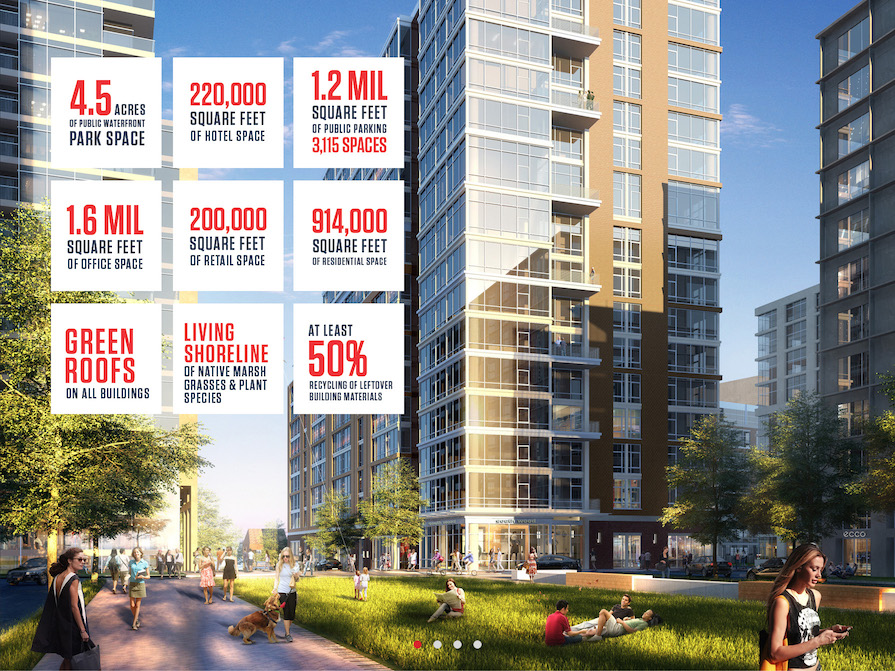 4.5 ACRES
OF PUBLIC WATERFRONT
PARK SPACE
220,000
SQUARE FEET
OF HOTEL SPACE
1.2 MIL
SQUARE FEET
OF PUBLIC PARKING
3,115 SPACES
1.6 MIL
SQUARE FEET
OF OFFICE SPACE
200,000
SQUARE FEET
OF RETAIL SPACE
914,000
SQUARE FEET
OF RESIDENTIAL SPACE
GREEN
ROOFS
ON ALL BUILDINGS
LIVING
SHORELINE
OF NATIVE MARSH
GRASSES & PLANT
SPECIES
AT LEAST
50%
RECYCLING OF LEFTOVER
BUILDING MATERIALS
ecco